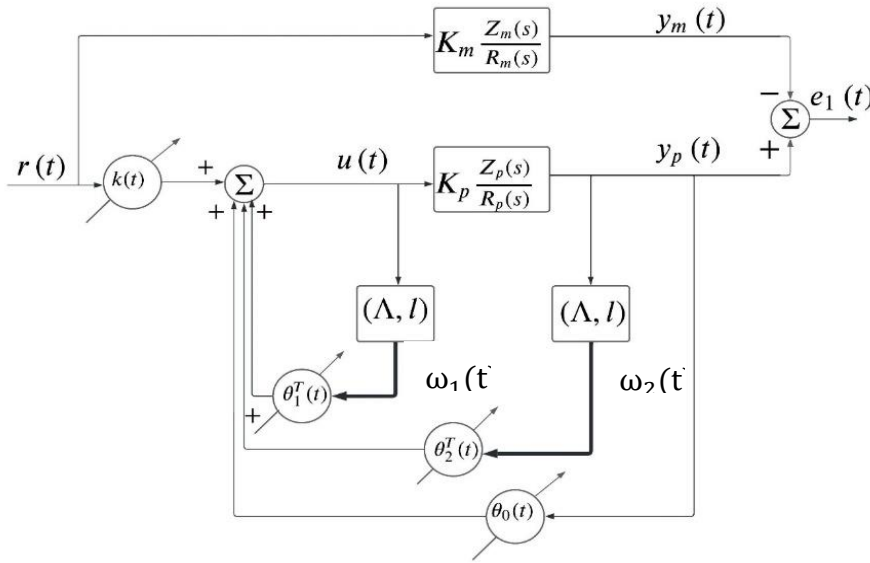 K_m Z_m(s)/R_m(s)
y_m (t)
−
e_1 (t)
Σ
+
r(t)
k(t)
+
Σ
+
+
u(t)
K_p Z_p(s)/R_p(s)
y_p (t)
(Λ, l)
(Λ, l)
ω₁(t)
ω₂(t)
θ_1^T(t)
+
θ_2^T(t)
θ_0(t)